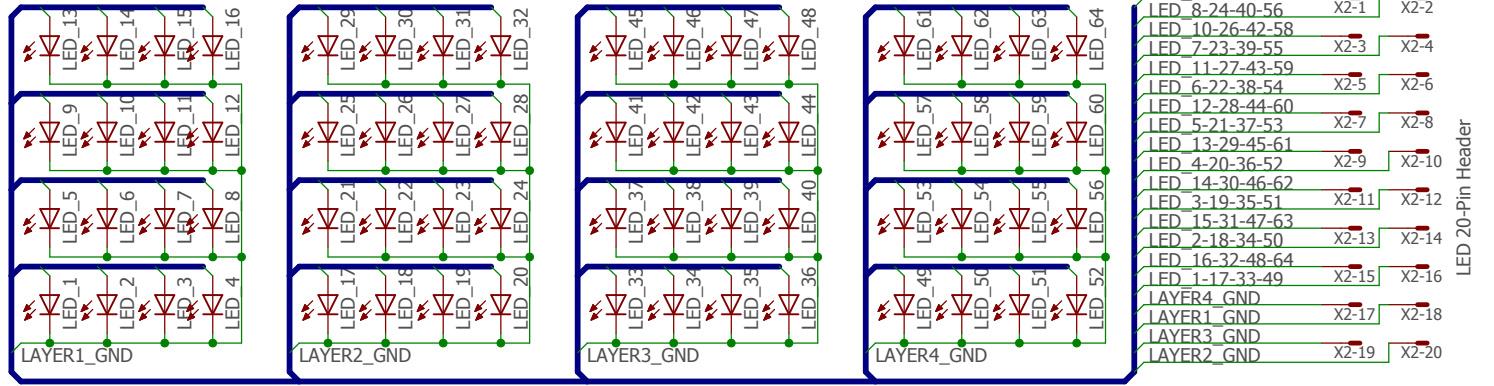 LED_13 LED_14 LED_15 LED_16
LED_29 LED_30 LED_31 LED_32
LED_45 LED_46 LED_47 LED_48
LED_61 LED_62 LED_63 LED_64
LED_9 LED_10 LED_11 LED_12
LED_25 LED_26 LED_27 LED_28
LED_41 LED_42 LED_43 LED_44
LED_57 LED_58 LED_59 LED_60
LED_5 LED_6 LED_7 LED_8
LED_21 LED_22 LED_23 LED_24
LED_37 LED_38 LED_39 LED_40
LED_53 LED_54 LED_55 LED_56
LED_1 LED_2 LED_3 LED_4
LED_17 LED_18 LED_19 LED_20
LED_33 LED_34 LED_35 LED_36
LED_49 LED_50 LED_51 LED_52
LAYER1_GND
LAYER2_GND
LAYER3_GND
LAYER4_GND
LED_8-24-40-56 X2-1 X2-2
LED_10-26-42-58
LED_7-23-39-55 X2-3 X2-4
LED_11-27-43-59
LED_6-22-38-54 X2-5 X2-6
LED_12-28-44-60
LED_5-21-37-53 X2-7 X2-8
LED_13-29-45-61
LED_4-20-36-52 X2-9 X2-10
LED_14-30-46-62
LED_3-19-35-51 X2-11 X2-12
LED_15-31-47-63
LED_2-18-34-50 X2-13 X2-14
LED_16-32-48-64
LED_1-17-33-49 X2-15 X2-16
LAYER4_GND
LAYER1_GND X2-17 X2-18
LAYER3_GND
LAYER2_GND X2-19 X2-20
LED 20-Pin Header